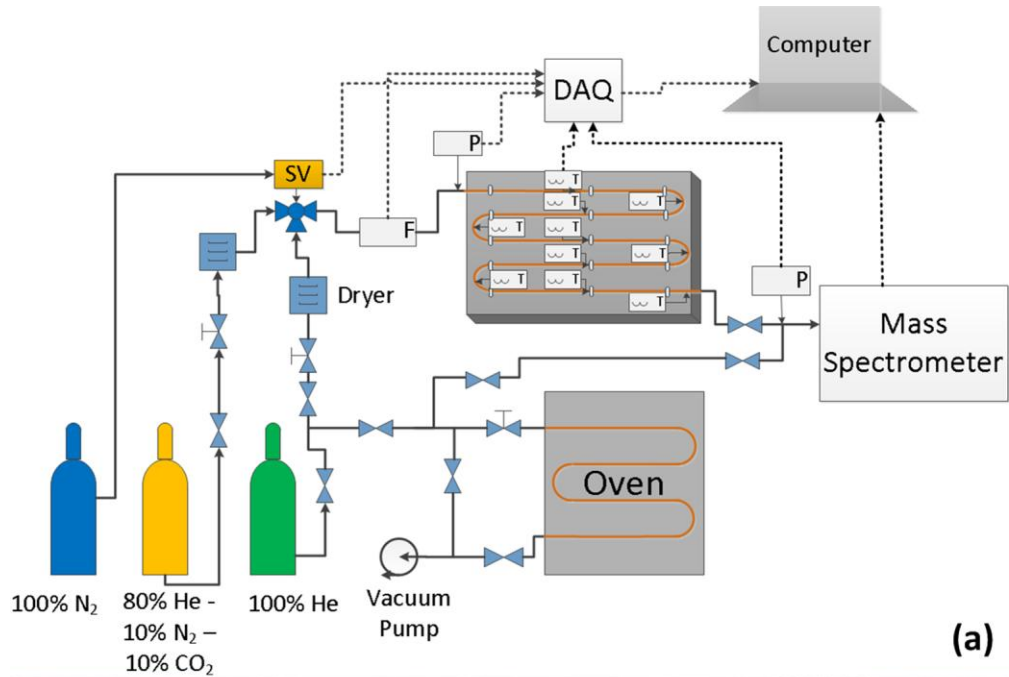 Computer
DAQ
P
SV
T
T
T
F
T
T
T
T
T
T
T
P
Dryer
Mass
Spectrometer
Oven
100% N₂
80% He -
10% N₂ –
10% CO₂
100% He
Vacuum
Pump
(a)